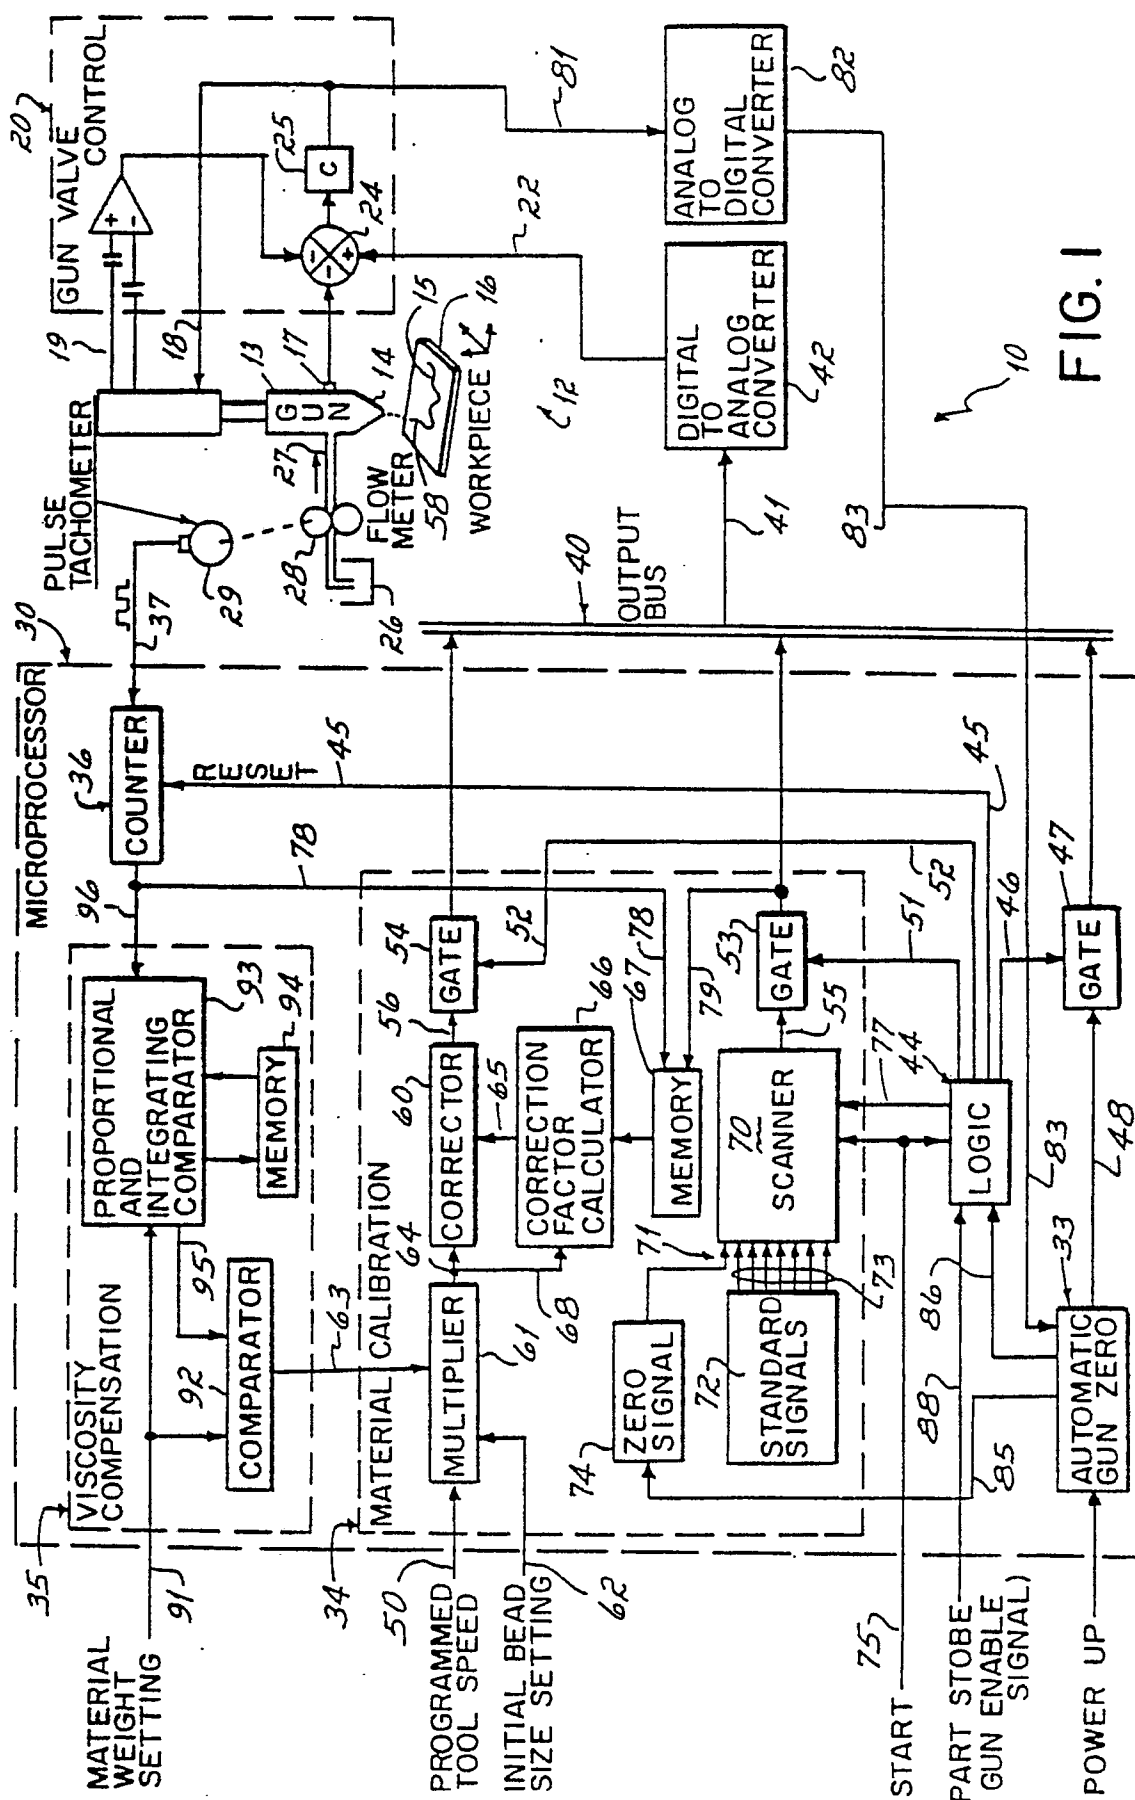 MICROPROCESSOR
30
35
VISCOSITY
COMPENSATION
MATERIAL
WEIGHT
SETTING
91
92
COMPARATOR
95
PROPORTIONAL
AND
INTEGRATING
COMPARATOR
93
MEMORY
94
96
COUNTER
36
37
RESET
45
78
63
34
MATERIAL CALIBRATION
PROGRAMMED
TOOL SPEED
50
INITIAL BEAD
SIZE SETTING
62
MULTIPLIER
61
64
68
CORRECTOR
60
65
56
GATE
54
52
CORRECTION
FACTOR
CALCULATOR
66
MEMORY
67
78
79
ZERO
SIGNAL
74
STANDARD
SIGNALS
72
71
73
70
SCANNER
55
GATE
53
51
52
45
START
75
PART STOBE
GUN ENABLE
SIGNAL)
88
86
85
LOGIC
44
77
46
GATE
47
POWER UP
AUTOMATIC
GUN ZERO
33
48
83
PULSE
TACHOMETER
29
28
26
27
FLOW
METER
58
GUN
13
14
17
18
19
15
16
WORKPIECE
12
20
GUN VALVE
CONTROL
+
-
C
25
24
-
-
+
22
81
40
OUTPUT
BUS
41
DIGITAL
TO
ANALOG
CONVERTER
42
ANALOG
TO
DIGITAL
CONVERTER
82
83
10
FIG. 1